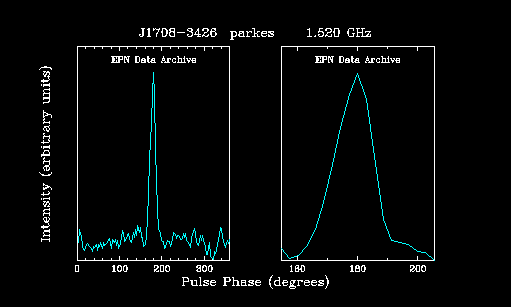 J1708-3426 parkes 1.520 GHz
EPN Data Archive EPN Data Archive
Intensity (arbitrary units)
0 100 200 300 160 180 200
Pulse Phase (degrees)